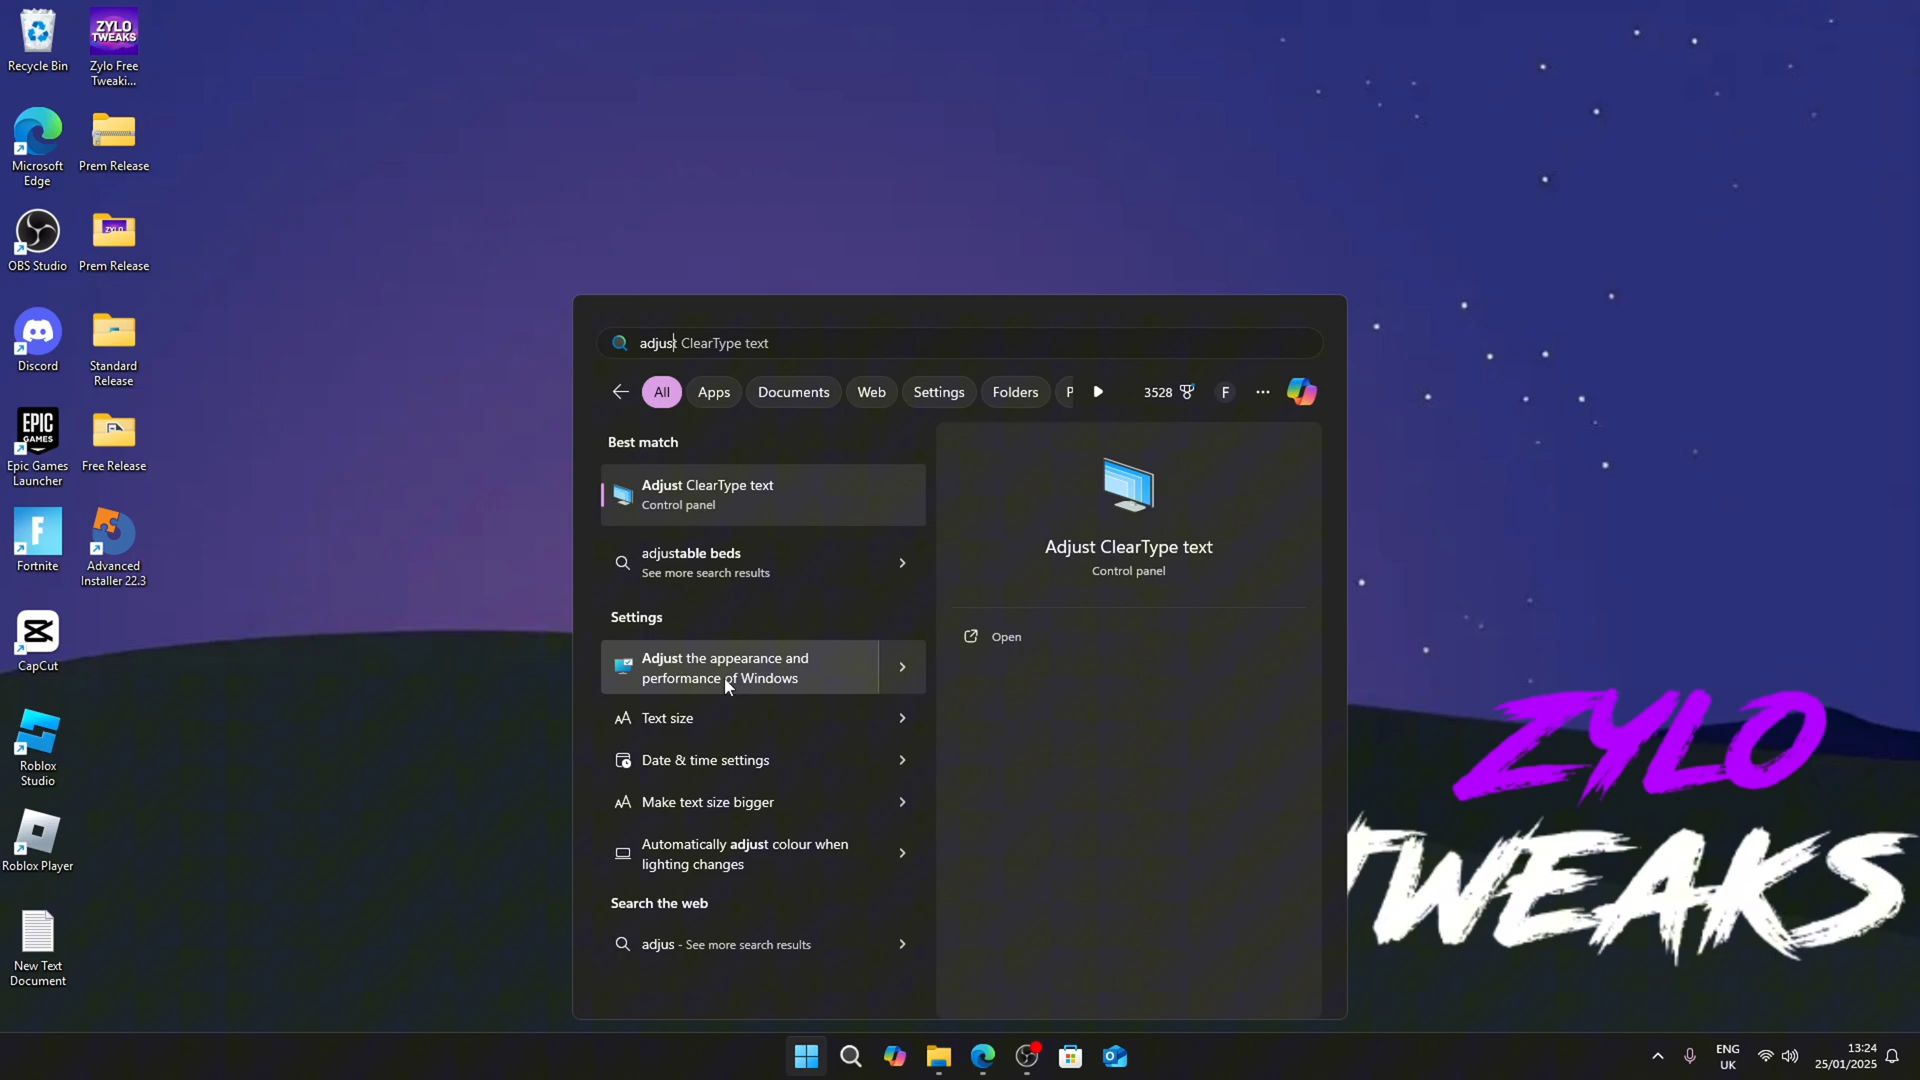 Recycle Bin
ZYLO
TWEAKS
Zylo Free
Tweaki...
Microsoft
Edge
Prem Release
OBS Studio
ZYLO
Prem Release
Discord
Standard
Release
EPIC
GAMES
Epic Games
Launcher
Free Release
F
Fortnite
Advanced
Installer 22.3
CapCut
Roblox
Studio
Roblox Player
New Text
Document
adjust ClearType text
All
Apps
Documents
Web
Settings
Folders
P
3528
F
Best match
Adjust ClearType text
Control panel
adjustable beds
See more search results
Settings
Adjust the appearance and
performance of Windows
Text size
Date & time settings
Make text size bigger
Automatically adjust colour when
lighting changes
Search the web
adjus - See more search results
Adjust ClearType text
Control panel
Open
ZYLO
TWEAKS
ENG
UK
13:24
25/01/2025